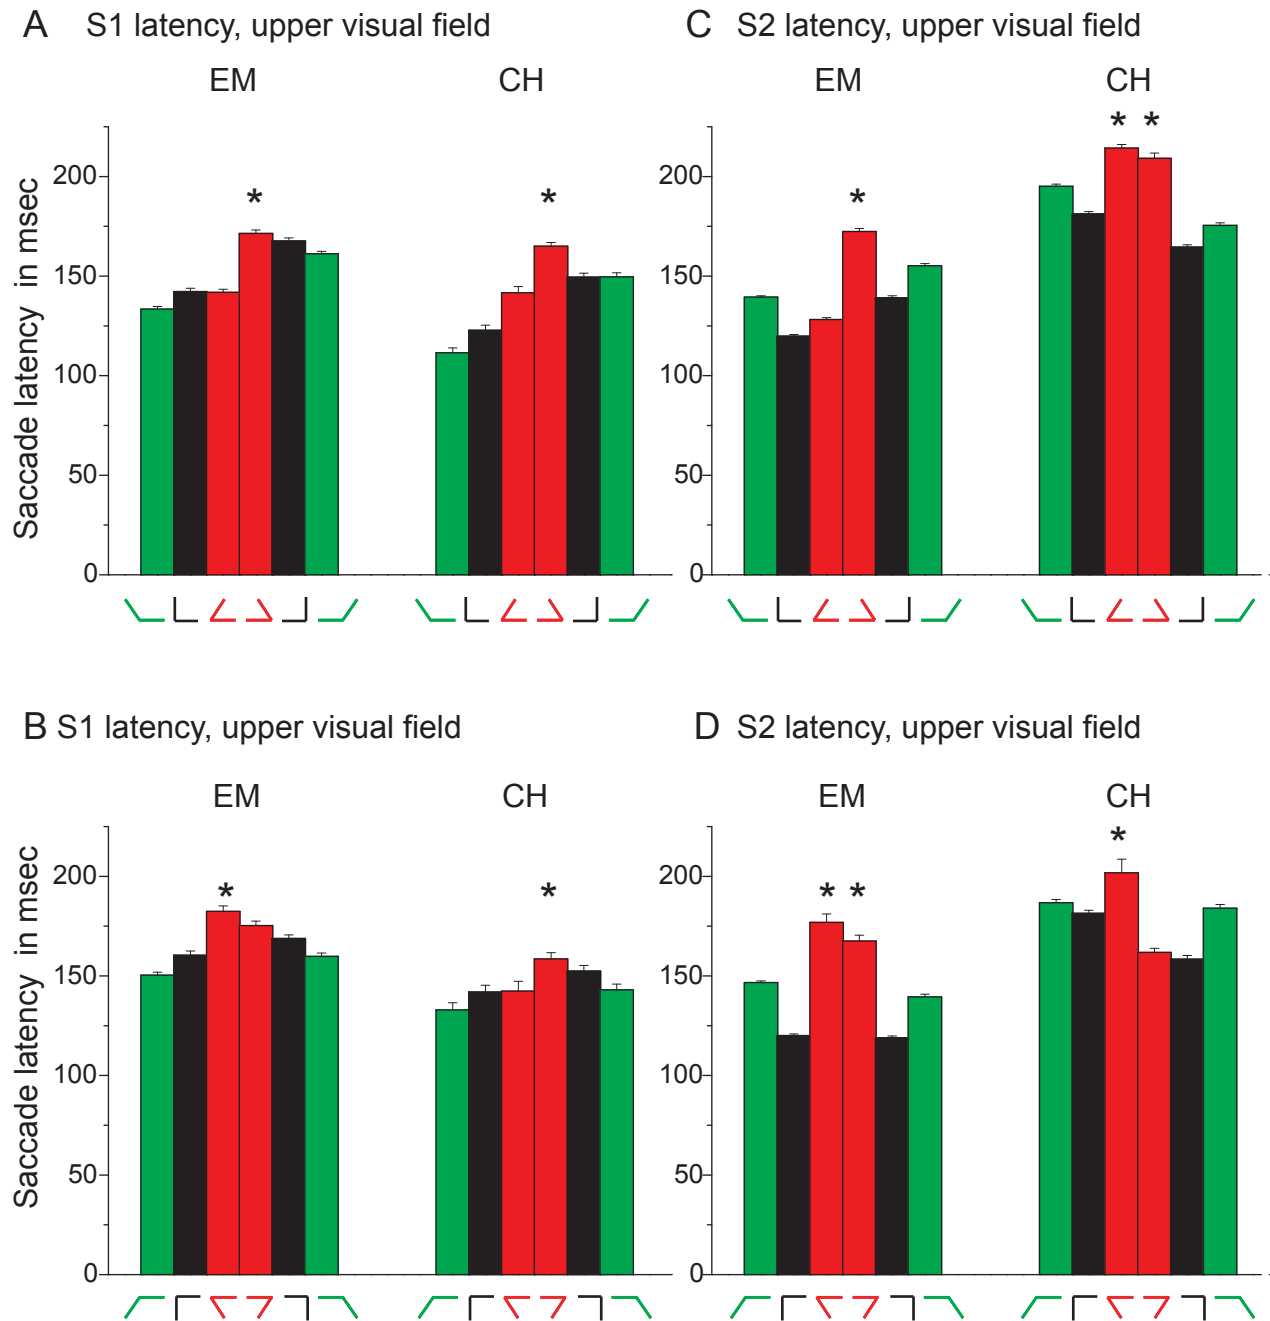 A S1 latency, upper visual field
EM CH
*
*
Saccade latency in msec
200
150
100
50
0
C S2 latency, upper visual field
EM CH
* *
*
200
150
100
50
0
B S1 latency, upper visual field
EM CH
* *
Saccade latency in msec
200
150
100
50
0
D S2 latency, upper visual field
EM CH
*
* *
200
150
100
50
0